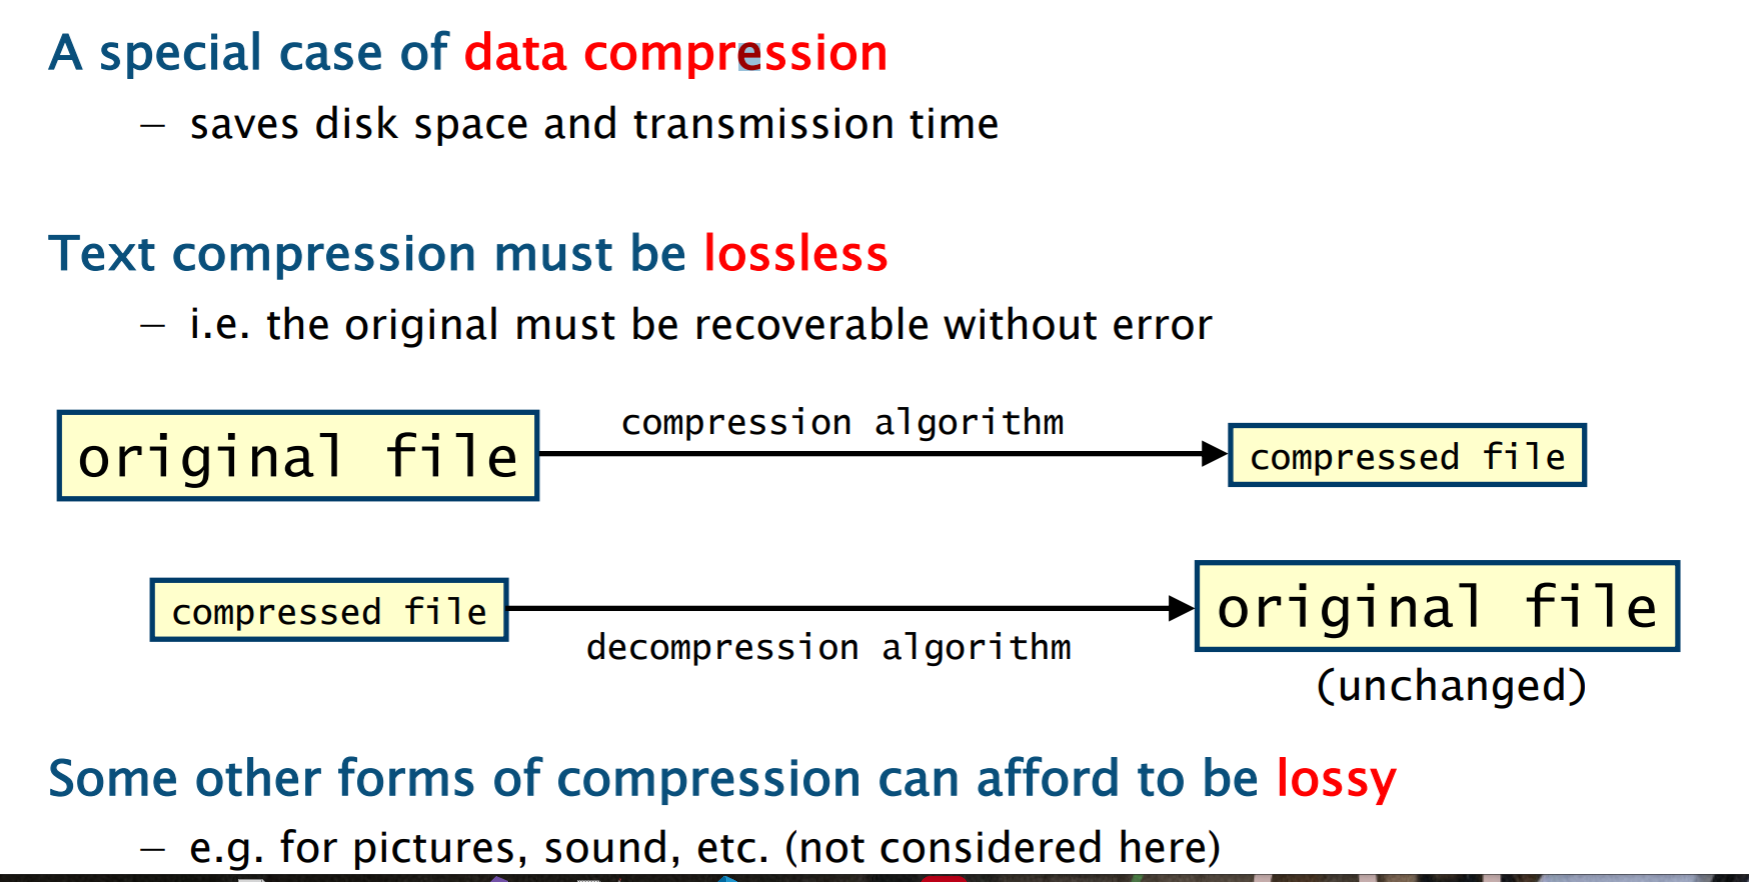 A special case of data compression
– saves disk space and transmission time
Text compression must be lossless
– i.e. the original must be recoverable without error
original file
compression algorithm
compressed file
compressed file
decompression algorithm
original file
(unchanged)
Some other forms of compression can afford to be lossy
– e.g. for pictures, sound, etc. (not considered here)